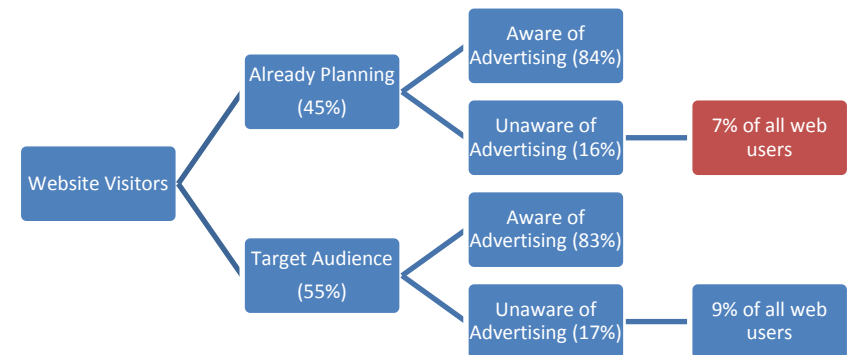 Website Visitors
Already Planning
(45%)
Aware of
Advertising (84%)
Unaware of
Advertising (16%)
7% of all web
users
Target Audience
(55%)
Aware of
Advertising (83%)
Unaware of
Advertising (17%)
9% of all web
users